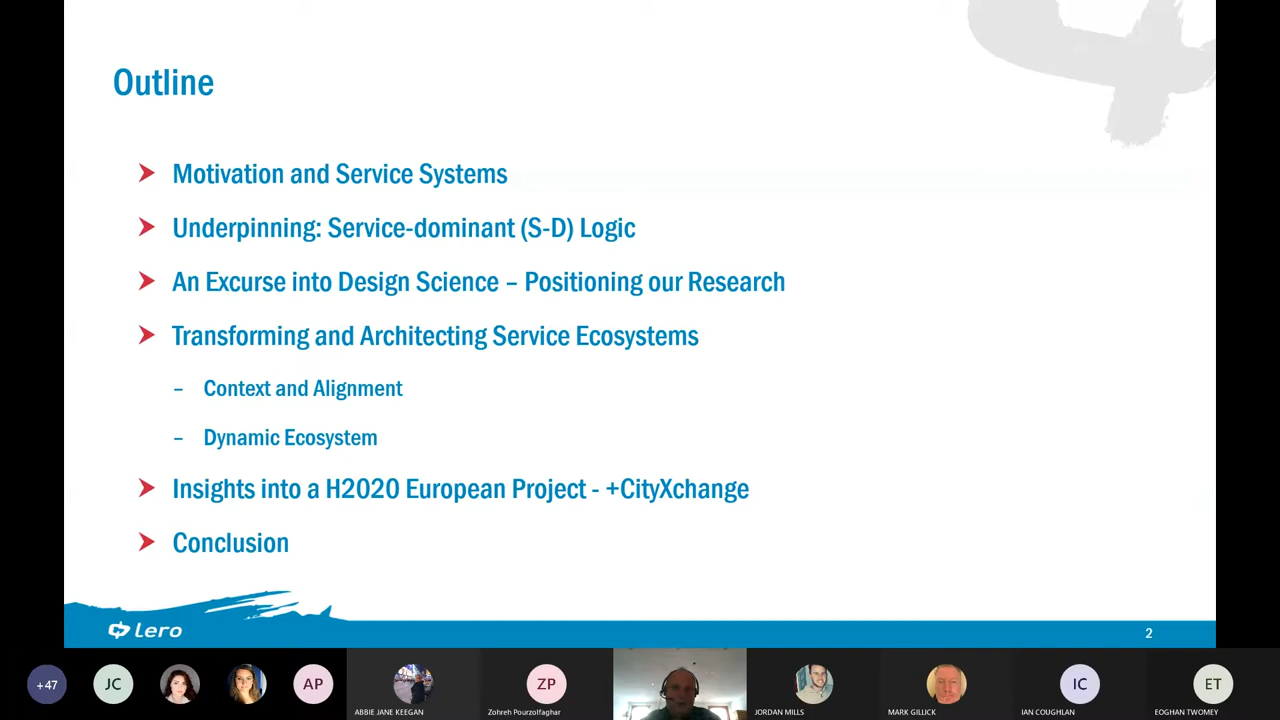 Outline
Motivation and Service Systems
Underpinning: Service-dominant (S-D) Logic
An Excurse into Design Science – Positioning our Research
Transforming and Architecting Service Ecosystems
– Context and Alignment
– Dynamic Ecosystem
Insights into a H2020 European Project - +CityXchange
Conclusion
lero
2
+47
JC
AP
ZP
IC
ET
ABBIE JANE KEEGAN
Zohreh Pourzolfaghar
JORDAN MILLS
MARK GILLICK
IAN COUGHLAN
EOGHAN TWOMEY